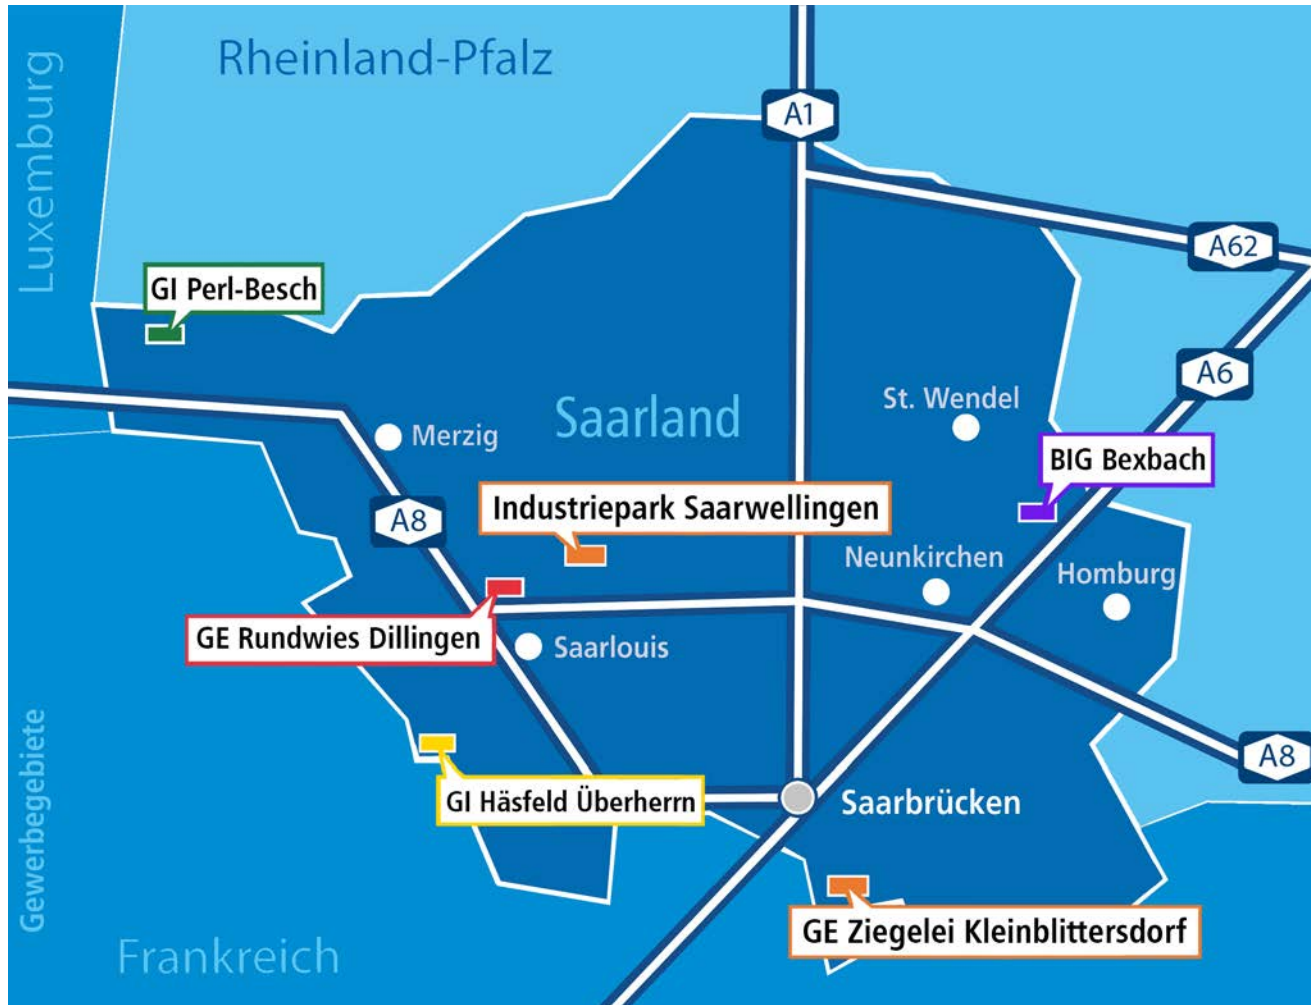 Rheinland-Pfalz
Luxemburg
A1
A62
GI Perl-Besch
A6
St. Wendel
Saarland
Merzig
BIG Bexbach
Industriepark Saarwellingen
A8
Neunkirchen
Homburg
GE Rundwies Dillingen
Saarlouis
Gewerbegebiete
A8
GI Häsfeld Überherrn
Saarbrücken
GE Ziegelei Kleinblittersdorf
Frankreich